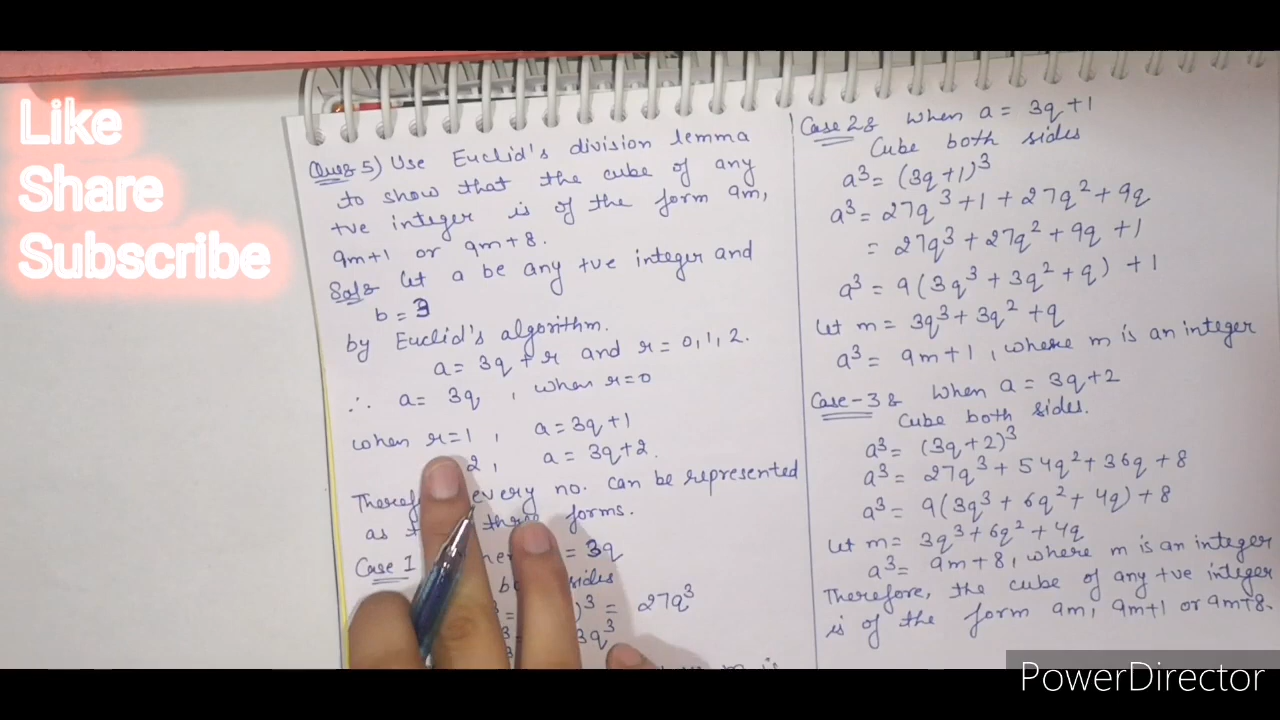 Like
Share
Subscribe
Ques 5) Use Euclid's division lemma
to show that the cube of any
+ve integer is of the form 9m,
9m+1 or 9m+8.
Sol: Let a be any +ve integer and
b = 3
by Euclid's algorithm.
a = 3q + r and r = 0, 1, 2.
∴ a = 3q , when r=0
when r=1 , a = 3q+1
2, a = 3q+2.
every no. can be represented
as forms.
Case 1 = 3q
sides
)³ = 27q³
3q³
m is
Case 2: When a = 3q+1
Cube both sides
a³ = (3q+1)³
a³ = 27q³ + 1 + 27q² + 9q
= 27q³ + 27q² + 9q + 1
a³ = 9(3q³ + 3q² + q) + 1
Let m = 3q³ + 3q² + q
a³ = 9m+1 , where m is an integer
Case-3: When a = 3q+2
Cube both sides.
a³ = (3q+2)³
a³ = 27q³ + 54q² + 36q + 8
a³ = 9(3q³ + 6q² + 4q) + 8
Let m = 3q³ + 6q² + 4q
a³ = 9m+8, where m is an integer
Therefore, the cube of any +ve integer
is of the form 9m, 9m+1 or 9m+8.
PowerDirector